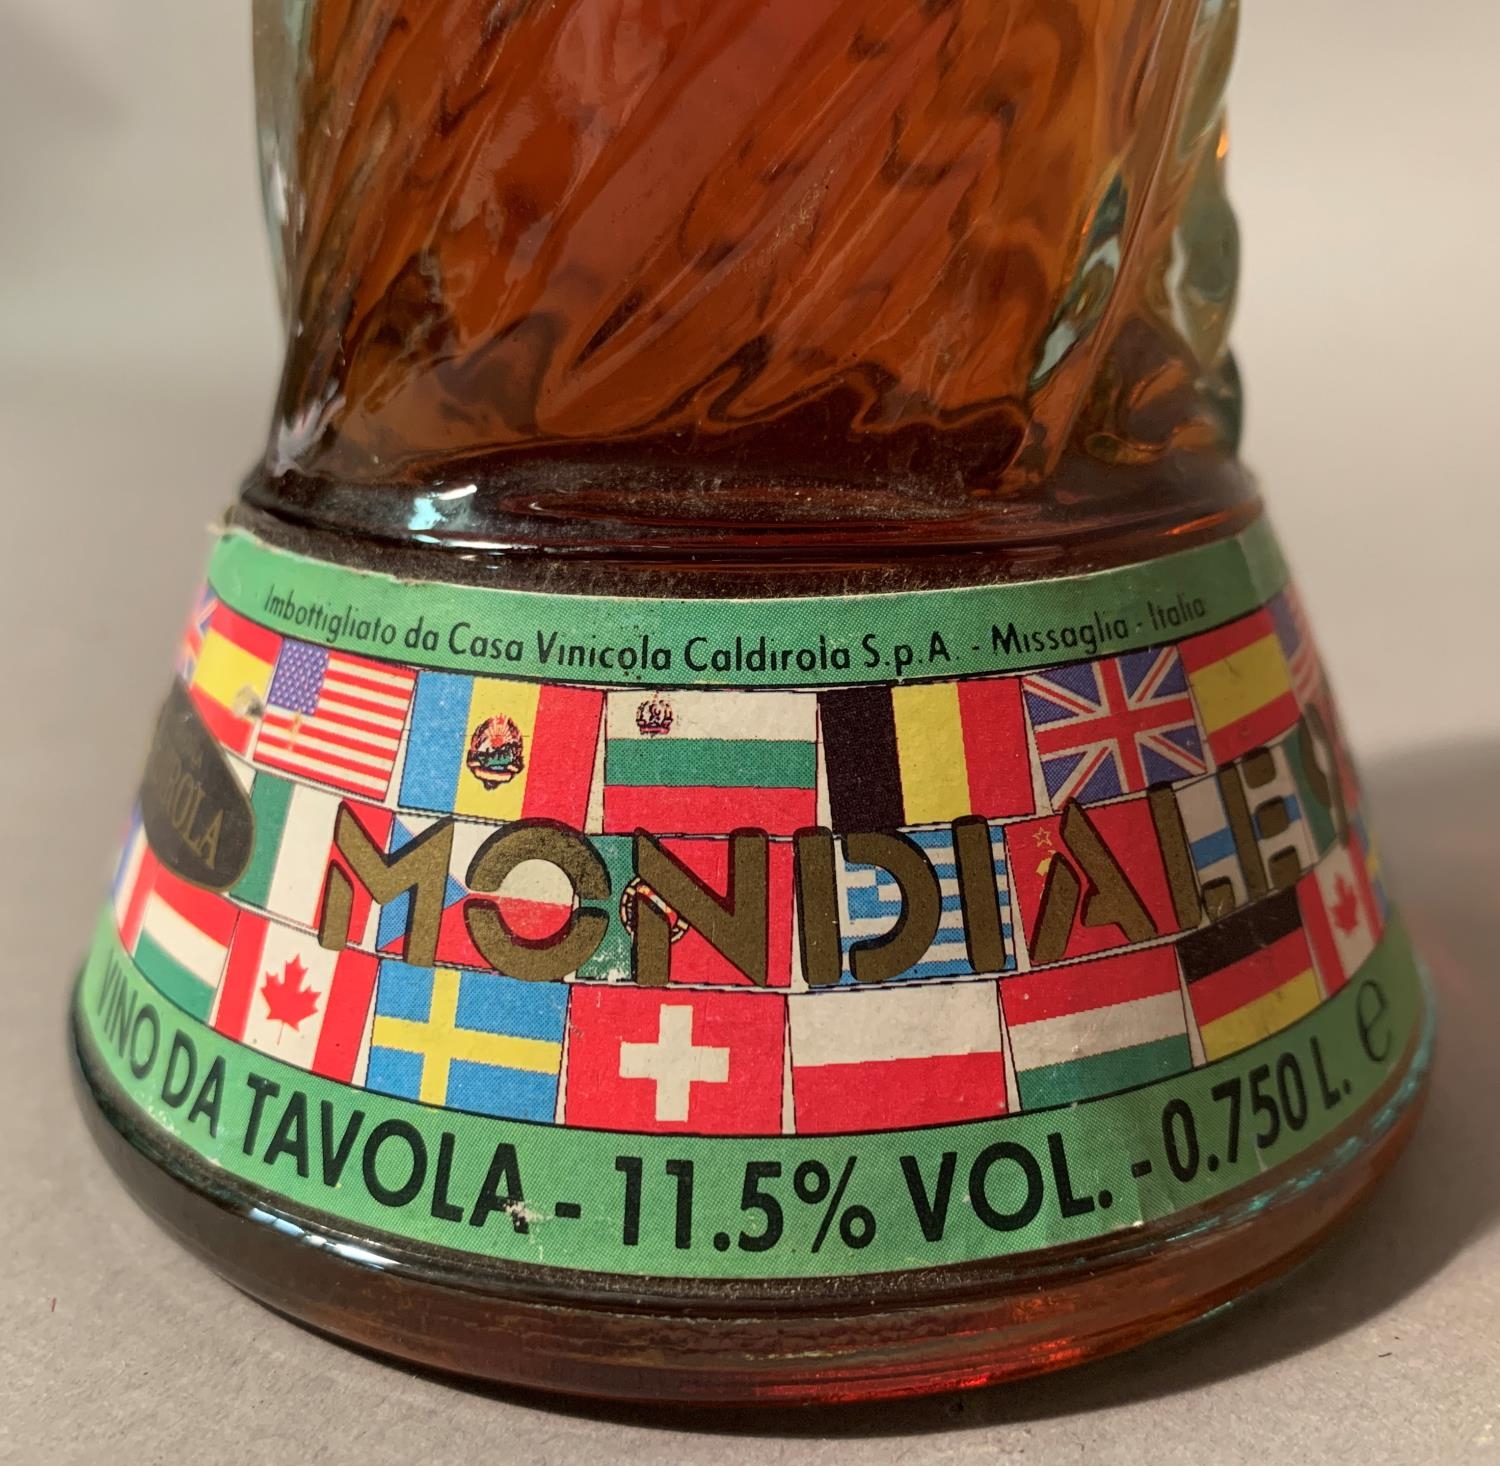 Imbottigliato da Casa Vinicola Caldirola S.p.A. - Missaglia - Italia
MONDIALE
VINO DA TAVOLA - 11.5% VOL. - 0.750 L. e